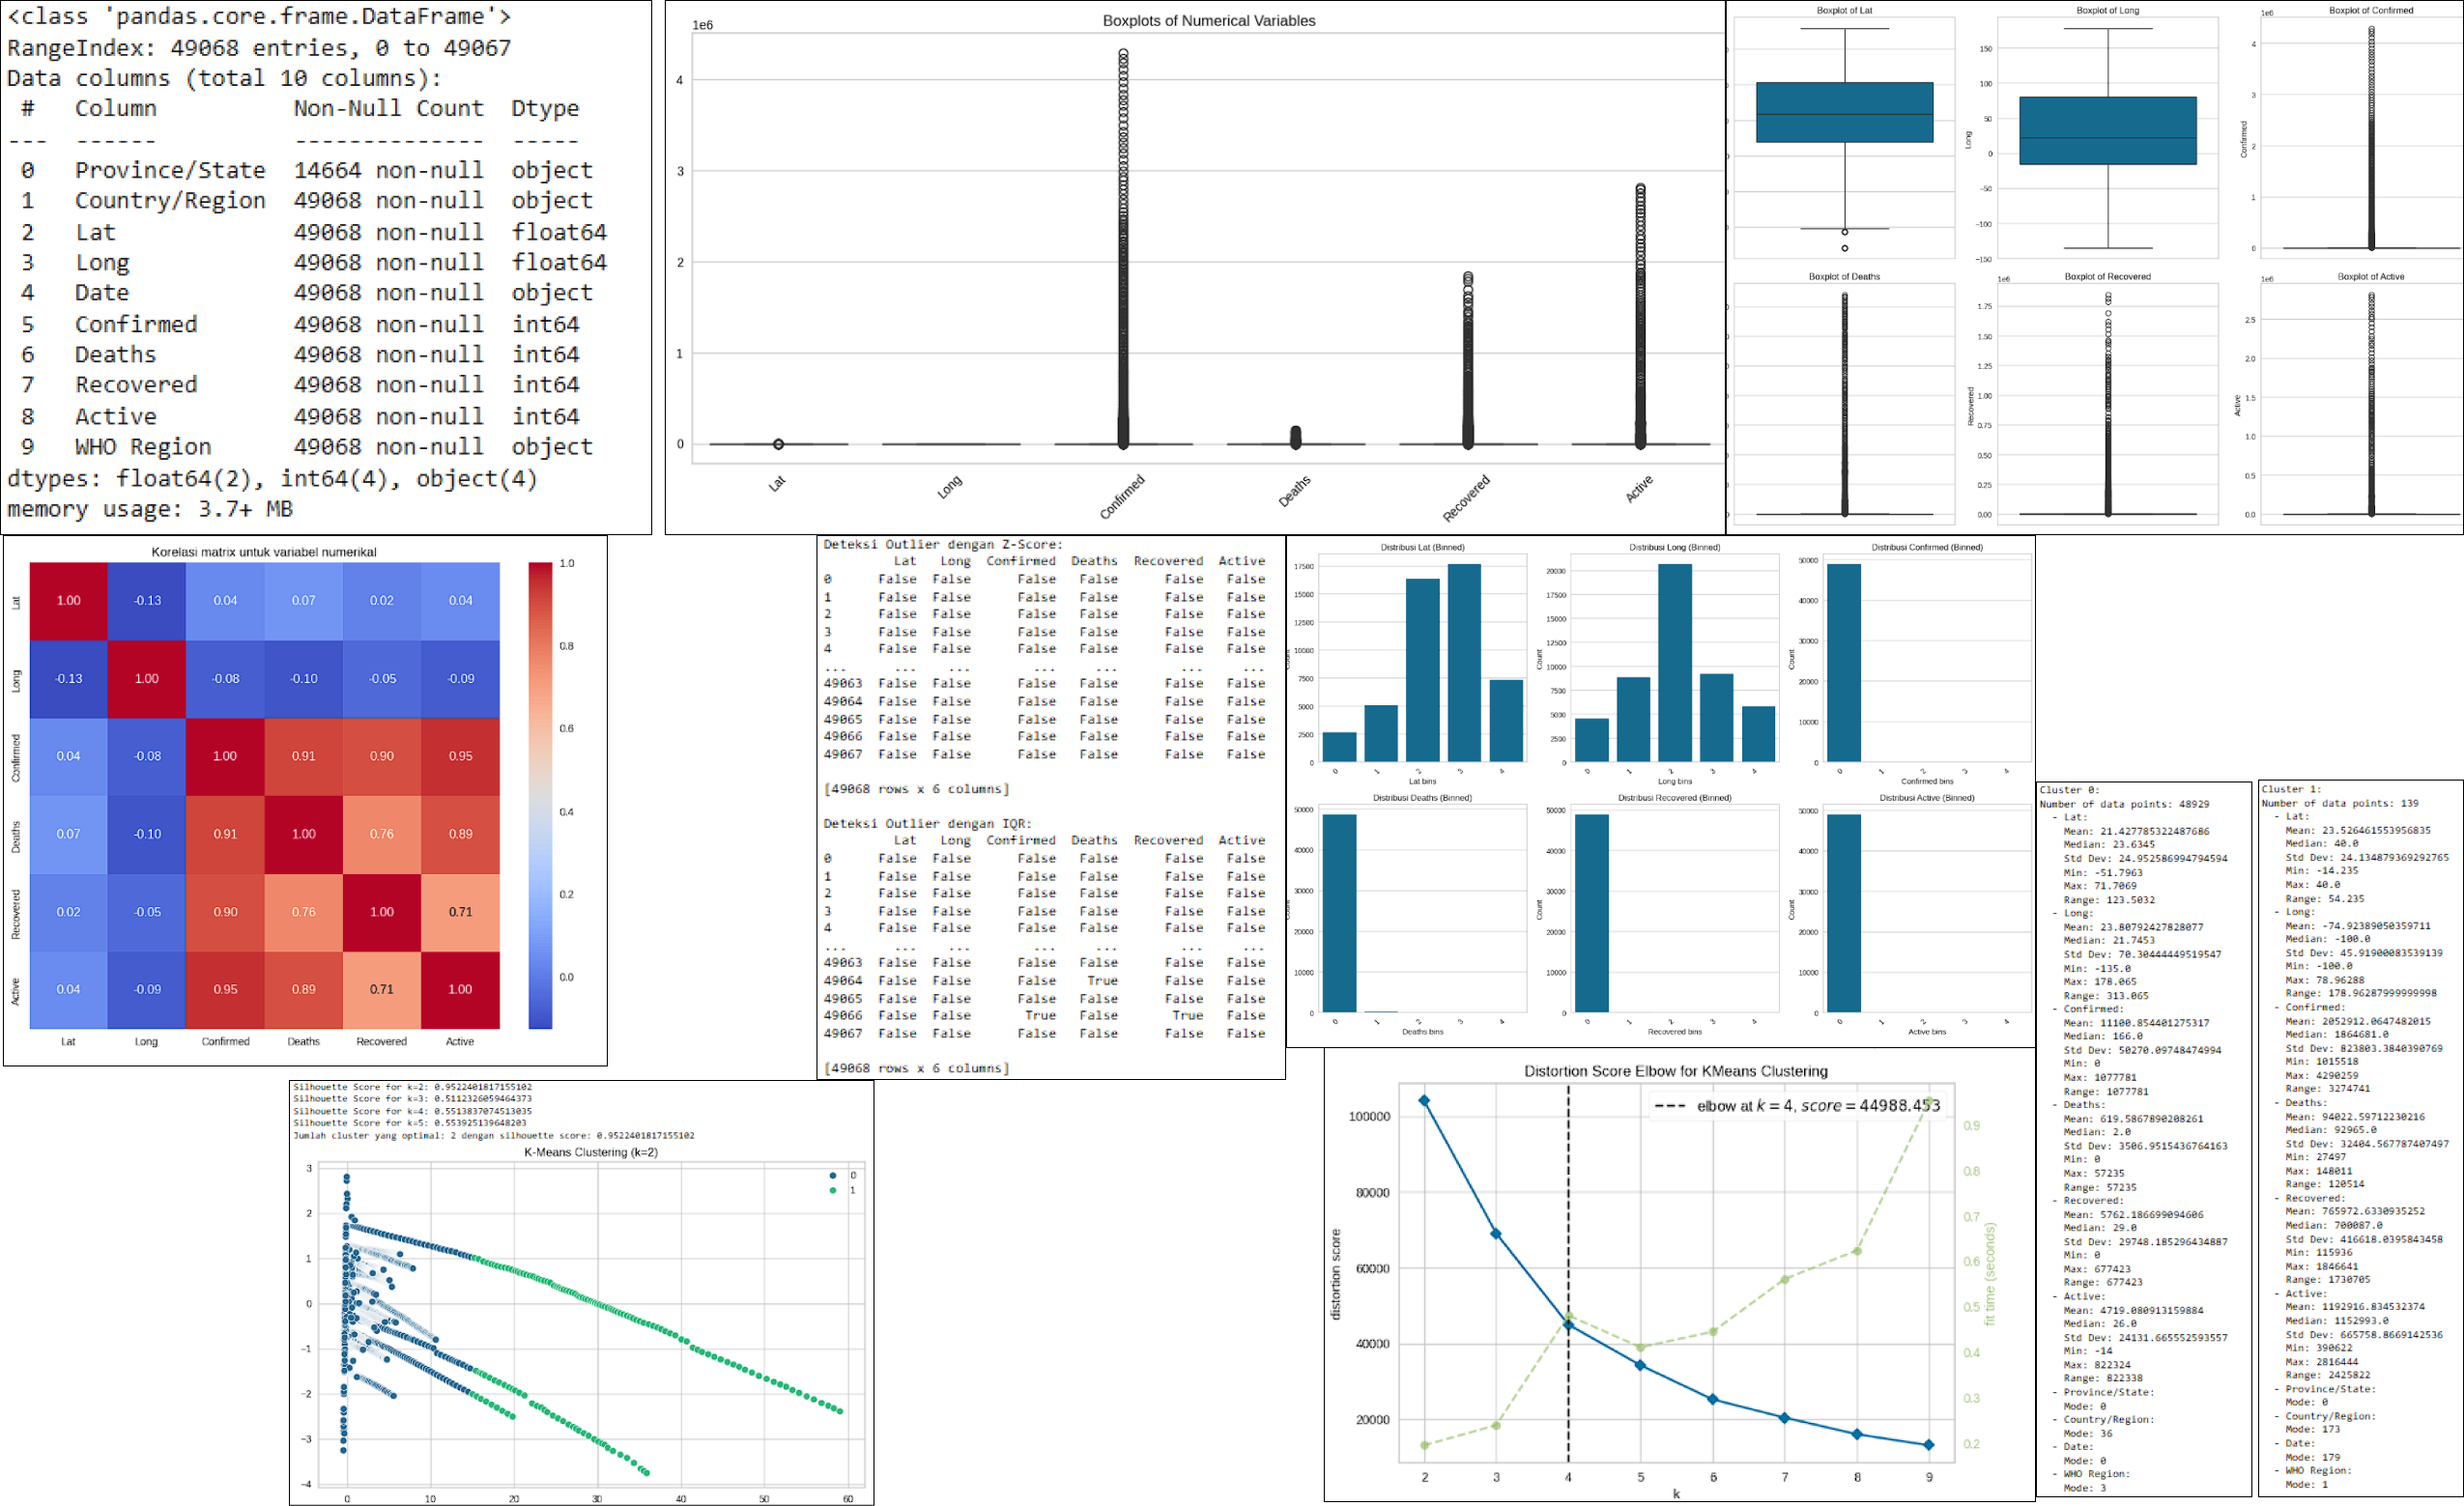 <class 'pandas.core.frame.DataFrame'>
RangeIndex: 49068 entries, 0 to 49067
Data columns (total 10 columns):
# Column Non-Null Count Dtype
--- ------ -------------- -----
0 Province/State 14664 non-null object
1 Country/Region 49068 non-null object
2 Lat 49068 non-null float64
3 Long 49068 non-null float64
4 Date 49068 non-null object
5 Confirmed 49068 non-null int64
6 Deaths 49068 non-null int64
7 Recovered 49068 non-null int64
8 Active 49068 non-null int64
9 WHO Region 49068 non-null object
dtypes: float64(2), int64(4), object(4)
memory usage: 3.7+ MB
Boxplots of Numerical Variables
1e6
4
3
2
1
0
Lat Long Confirmed Deaths Recovered Active
Boxplot of Lat
Boxplot of Long
Long
150
100
50
0
−50
−100
−150
Boxplot of Confirmed
1e6
Confirmed
4
3
2
1
0
Boxplot of Deaths
Boxplot of Recovered
1e6
Recovered
1.75
1.50
1.25
1.00
0.75
0.50
0.25
0.00
Boxplot of Active
1e6
Active
2.5
2.0
1.5
1.0
0.5
0.0
Korelasi matrix untuk variabel numerikal
Lat 1.00 -0.13 0.04 0.07 0.02 0.04
Long -0.13 1.00 -0.08 -0.10 -0.05 -0.09
Confirmed 0.04 -0.08 1.00 0.91 0.90 0.95
Deaths 0.07 -0.10 0.91 1.00 0.76 0.89
Recovered 0.02 -0.05 0.90 0.76 1.00 0.71
Active 0.04 -0.09 0.95 0.89 0.71 1.00
Lat Long Confirmed Deaths Recovered Active
1.0
0.8
0.6
0.4
0.2
0.0
Deteksi Outlier dengan Z-Score:
Lat Long Confirmed Deaths Recovered Active
0 False False False False False False
1 False False False False False False
2 False False False False False False
3 False False False False False False
4 False False False False False False
... ... ... ... ... ... ...
49063 False False False False False False
49064 False False False False False False
49065 False False False False False False
49066 False False False False False False
49067 False False False False False False
[49068 rows x 6 columns]
Deteksi Outlier dengan IQR:
Lat Long Confirmed Deaths Recovered Active
0 False False False False False False
1 False False False False False False
2 False False False False False False
3 False False False False False False
4 False False False False False False
... ... ... ... ... ... ...
49063 False False False False False False
49064 False False False True False False
49065 False False False False False False
49066 False False True False True False
49067 False False False False False False
[49068 rows x 6 columns]
Distribusi Lat (Binned)
17500
15000
12500
10000
7500
5000
2500
0
0 1 2 3 4
Lat bins
Distribusi Long (Binned)
Count
20000
17500
15000
12500
10000
7500
5000
2500
0
0 1 2 3 4
Long bins
Distribusi Confirmed (Binned)
Count
50000
40000
30000
20000
10000
0
0 1 2 3 4
Confirmed bins
Distribusi Deaths (Binned)
50000
40000
30000
20000
10000
0
0 1 2 3 4
Deaths bins
Distribusi Recovered (Binned)
Count
50000
40000
30000
20000
10000
0
0 1 2 3 4
Recovered bins
Distribusi Active (Binned)
Count
50000
40000
30000
20000
10000
0
0 1 2 3 4
Active bins
Cluster 0:
Number of data points: 48929
- Lat:
Mean: 21.427785322487686
Median: 23.6345
Std Dev: 24.952586994794594
Min: -51.7963
Max: 71.7069
Range: 123.5032
- Long:
Mean: 23.80792427828077
Median: 21.7453
Std Dev: 70.30444449519547
Min: -135.0
Max: 178.065
Range: 313.065
- Confirmed:
Mean: 11100.854401275317
Median: 166.0
Std Dev: 50270.09748474994
Min: 0
Max: 1077781
Range: 1077781
- Deaths:
Mean: 619.5867890208261
Median: 2.0
Std Dev: 3506.9515436764163
Min: 0
Max: 57235
Range: 57235
- Recovered:
Mean: 5762.186699094606
Median: 29.0
Std Dev: 29748.185296434887
Min: 0
Max: 677423
Range: 677423
- Active:
Mean: 4719.080913159884
Median: 26.0
Std Dev: 24131.665552593557
Min: -14
Max: 822324
Range: 822338
- Province/State:
Mode: 0
- Country/Region:
Mode: 36
- Date:
Mode: 0
- WHO Region:
Mode: 3
Cluster 1:
Number of data points: 139
- Lat:
Mean: 23.526461553956835
Median: 40.0
Std Dev: 24.134879369292765
Min: -14.235
Max: 40.0
Range: 54.235
- Long:
Mean: -74.92389050359711
Median: -100.0
Std Dev: 45.91900083539139
Min: -100.0
Max: 78.96288
Range: 178.96287999999998
- Confirmed:
Mean: 2052912.0647482015
Median: 1864681.0
Std Dev: 823803.3840390769
Min: 1015518
Max: 4290259
Range: 3274741
- Deaths:
Mean: 94022.59712230216
Median: 92965.0
Std Dev: 32404.567787407497
Min: 27497
Max: 148011
Range: 120514
- Recovered:
Mean: 765972.6330935252
Median: 700087.0
Std Dev: 416618.0395843458
Min: 115936
Max: 1846641
Range: 1730705
- Active:
Mean: 1192916.834532374
Median: 1152993.0
Std Dev: 665758.8669142536
Min: 390622
Max: 2816444
Range: 2425822
- Province/State:
Mode: 0
- Country/Region:
Mode: 173
- Date:
Mode: 179
- WHO Region:
Mode: 1
Silhouette Score for k=2: 0.9522401817155102
Silhouette Score for k=3: 0.5112326059464373
Silhouette Score for k=4: 0.5513837074513035
Silhouette Score for k=5: 0.553925139648203
Jumlah cluster yang optimal: 2 dengan silhouette score: 0.9522401817155102
K-Means Clustering (k=2)
0
1
3
2
1
0
−1
−2
−3
−4
0 10 20 30 40 50 60
Distortion Score Elbow for KMeans Clustering
elbow at k = 4, score = 44988.453
distortion score
100000
80000
60000
40000
20000
2 3 4 5 6 7 8 9
k
0.9
0.8
0.7
0.6
0.5
0.4
0.3
0.2
fit time (seconds)